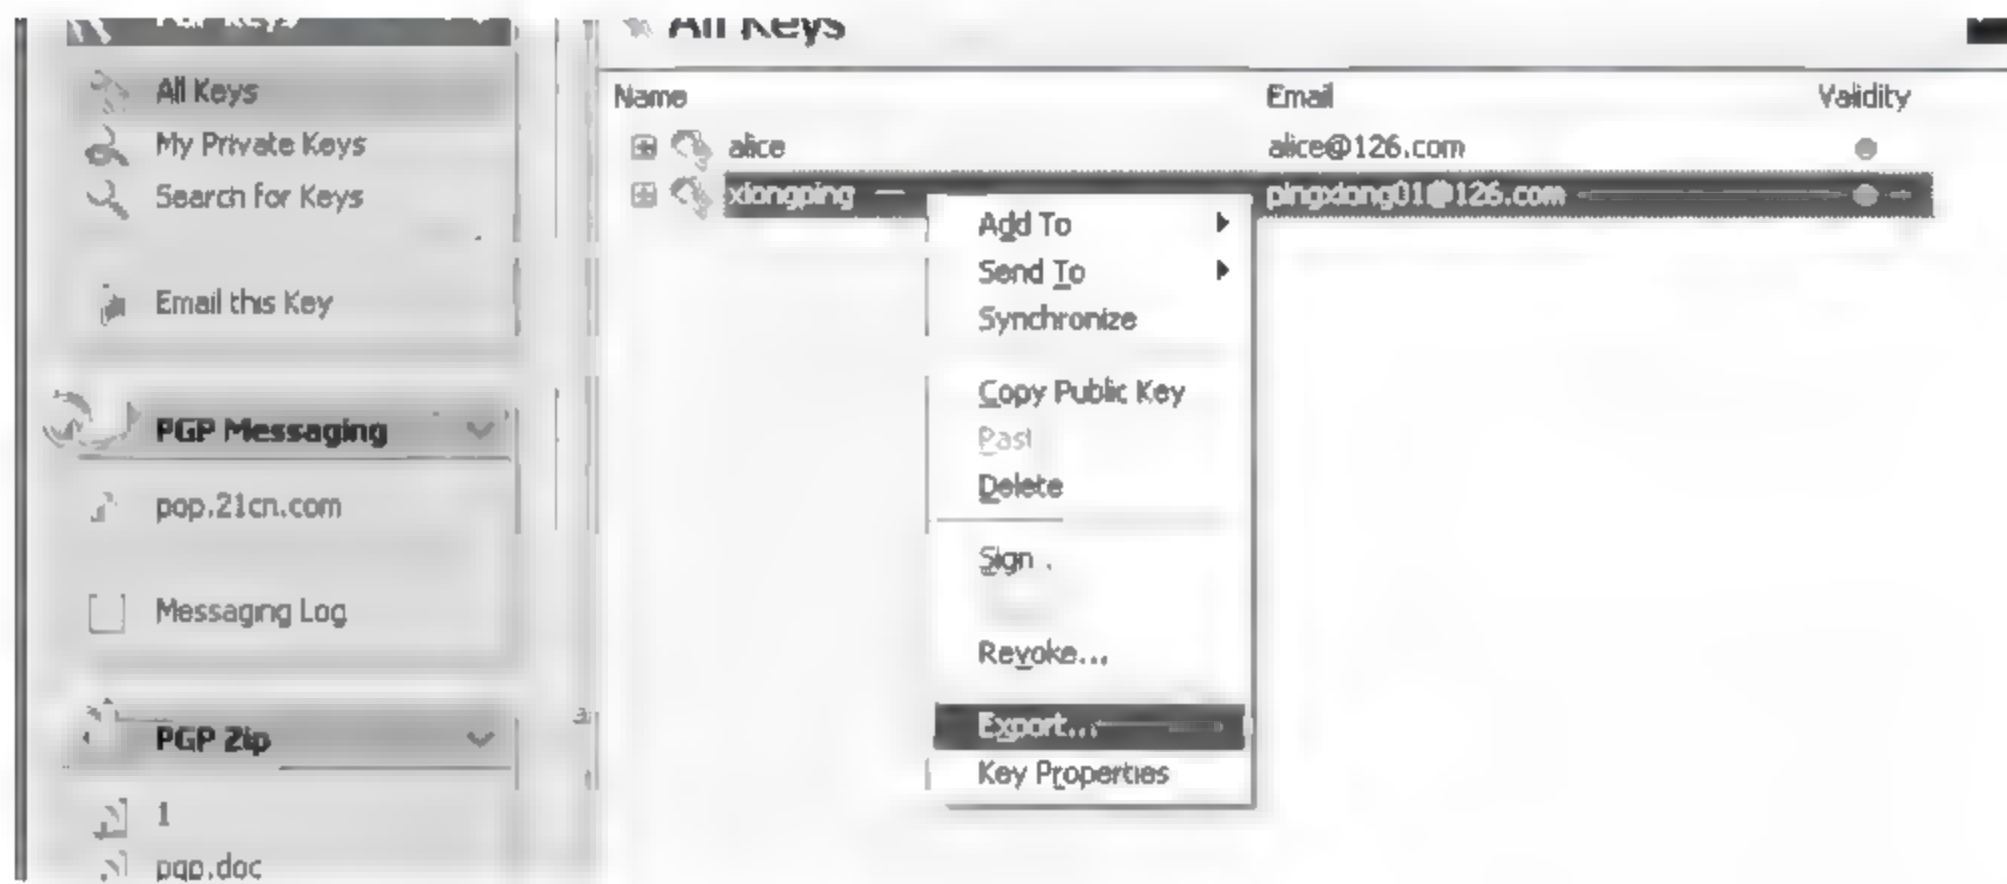 PGP Keys
All Keys
My Private Keys
Search for Keys
Email this Key
PGP Messaging
pop.21cn.com
Messaging Log
PGP Zip
1
pgp.doc
All Keys
Name Email Validity
alice alice@126.com
xiongping pingxiong01@126.com
Add To
Send To
Synchronize
Copy Public Key
Past
Delete
Sign .
Revoke...
Export...
Key Properties